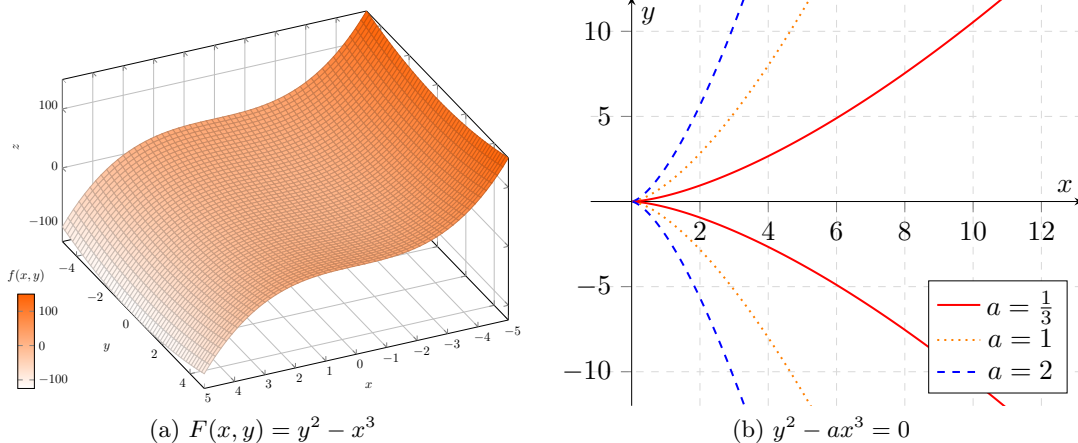 100
0
−100
z
−4
−2
0
2
4
y
5
4
3
2
1
0
−1
−2
−3
−4
−5
x
f(x, y)
100
0
−100
(a) F(x, y) = y² − x³
y
x
10
5
−5
−10
2
4
6
8
10
12
a = 1/3
a = 1
a = 2
(b) y² − ax³ = 0